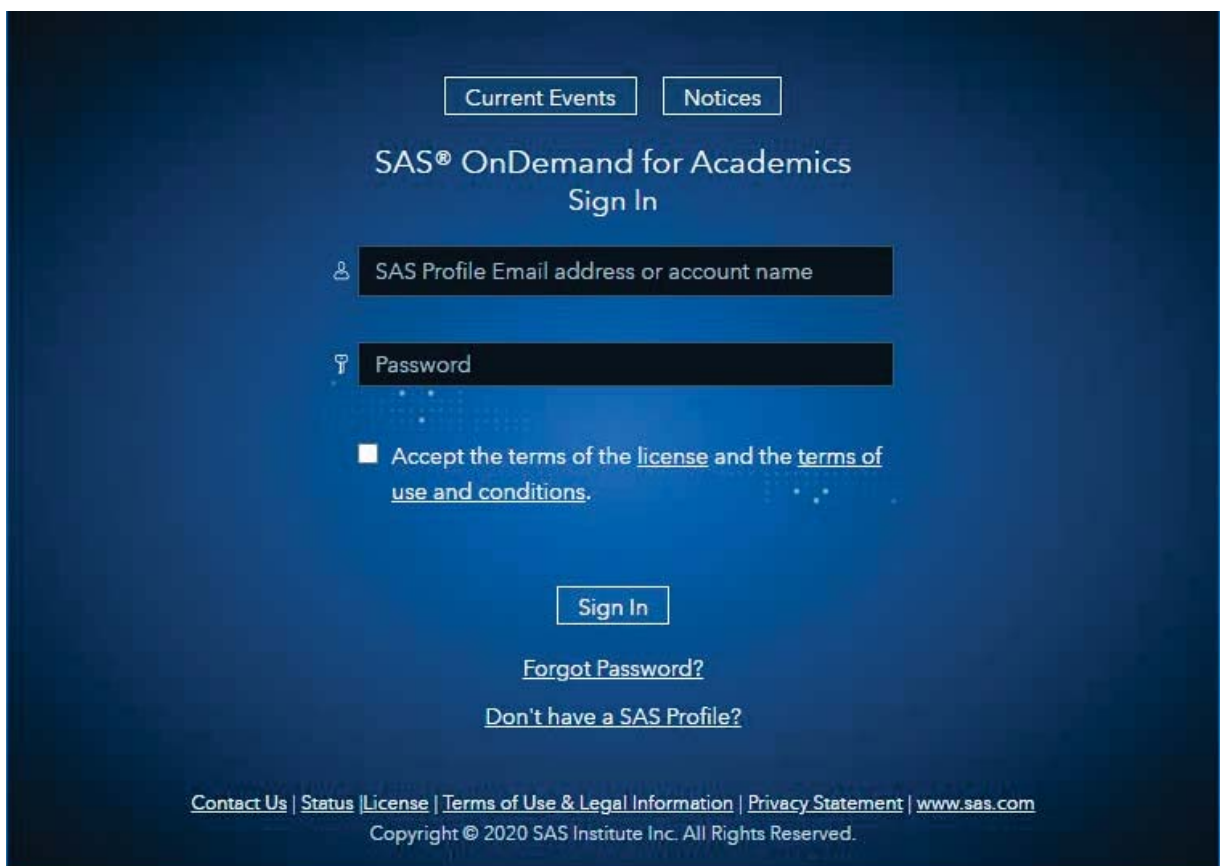 Current Events Notices
SAS® OnDemand for Academics
Sign In
SAS Profile Email address or account name
Password
Accept the terms of the license and the terms of
use and conditions.
Sign In
Forgot Password?
Don't have a SAS Profile?
Contact Us | Status |License | Terms of Use & Legal Information | Privacy Statement | www.sas.com
Copyright © 2020 SAS Institute Inc. All Rights Reserved.